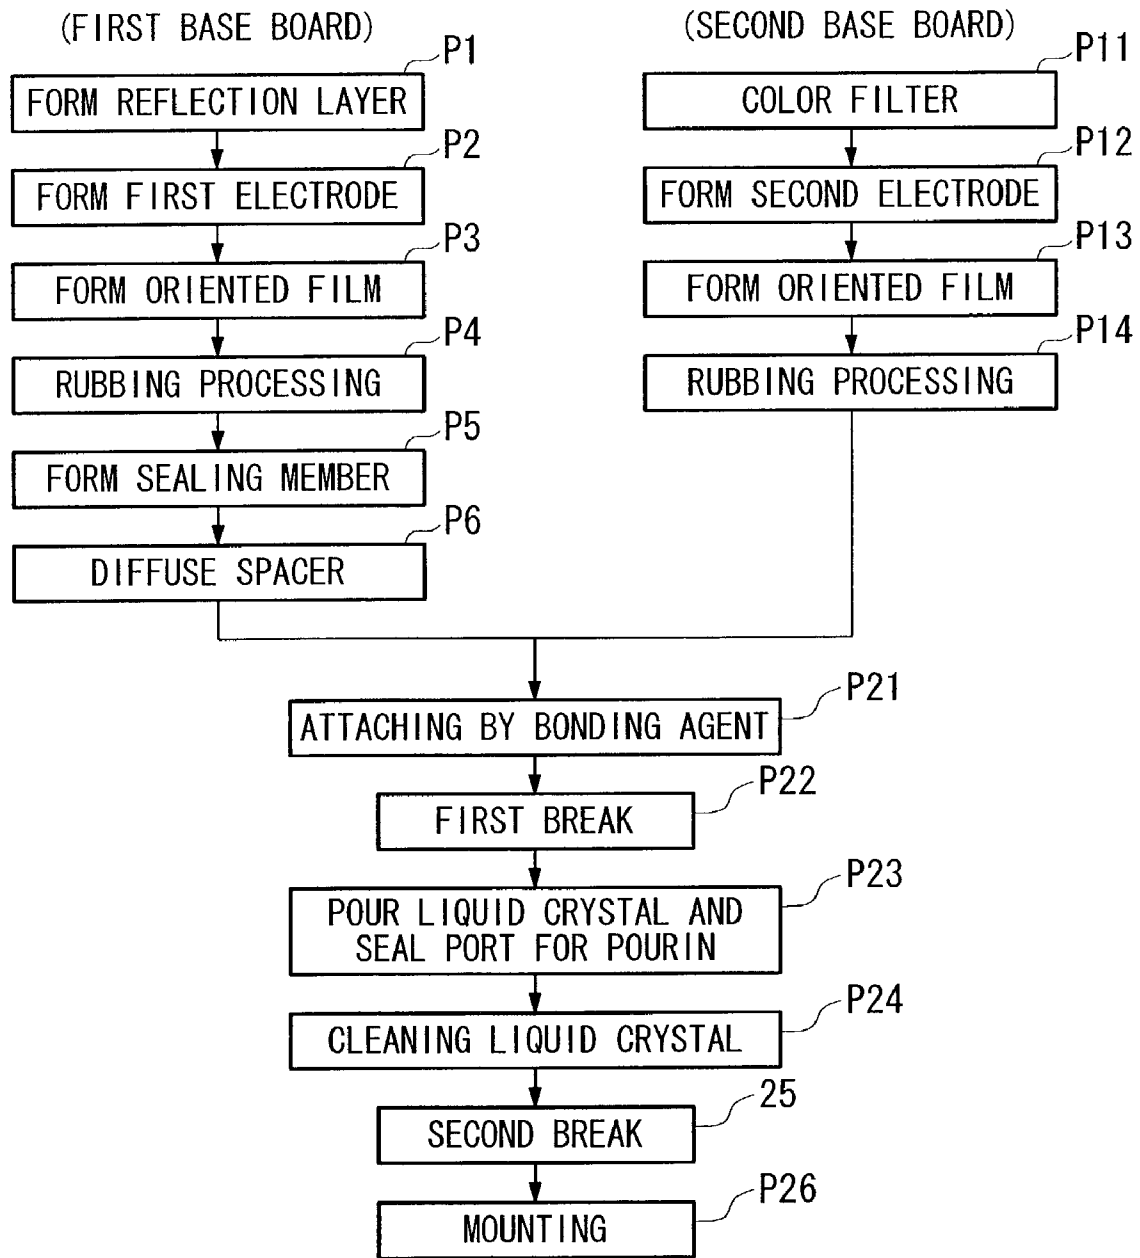 (FIRST BASE BOARD)
P1
FORM REFLECTION LAYER
P2
FORM FIRST ELECTRODE
P3
FORM ORIENTED FILM
P4
RUBBING PROCESSING
P5
FORM SEALING MEMBER
P6
DIFFUSE SPACER
(SECOND BASE BOARD)
P11
COLOR FILTER
P12
FORM SECOND ELECTRODE
P13
FORM ORIENTED FILM
P14
RUBBING PROCESSING
P21
ATTACHING BY BONDING AGENT
P22
FIRST BREAK
P23
POUR LIQUID CRYSTAL AND
SEAL PORT FOR POURIN
P24
CLEANING LIQUID CRYSTAL
25
SECOND BREAK
P26
MOUNTING